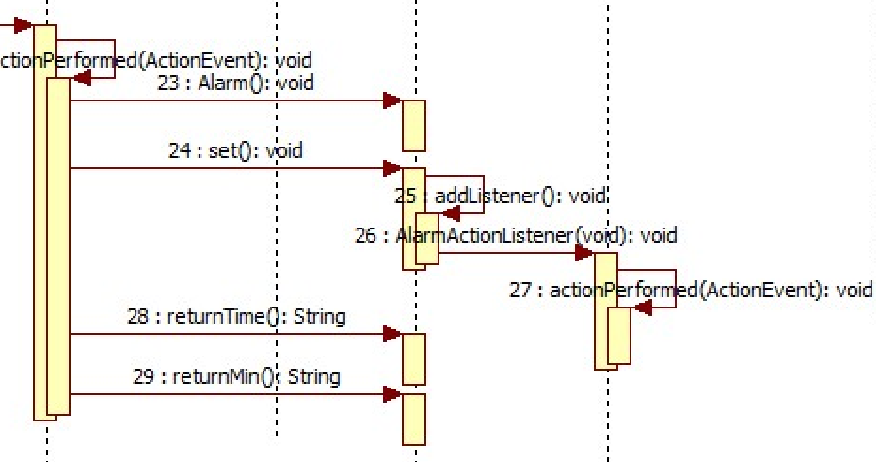 ctionPerformed(ActionEvent): void
23 : Alarm(): void
24 : set(): void
25 : addListener(): void
26 : AlarmActionListener(void): void
27 : actionPerformed(ActionEvent): void
28 : returnTime(): String
29 : returnMin(): String